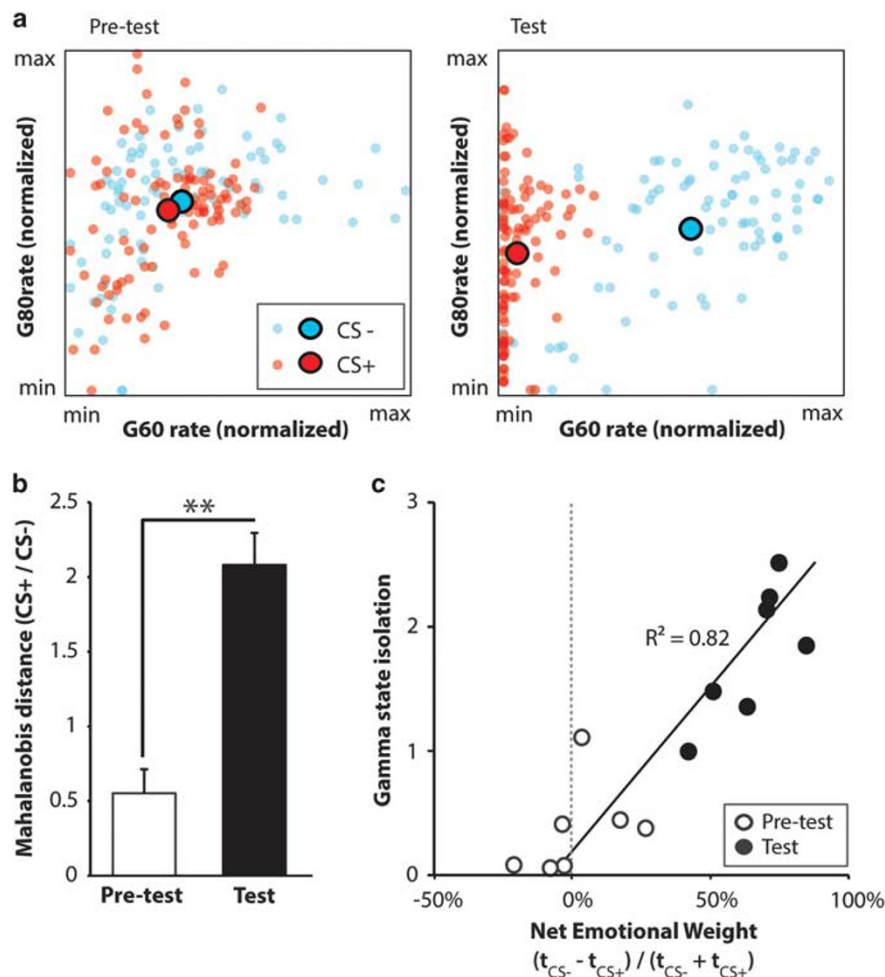 a
Pre-test
Test
max
G80rate (normalized)
min
CS -
CS+
min
max
G60 rate (normalized)
max
G80rate (normalized)
min
min
max
G60 rate (normalized)
b
Mahalanobis distance (CS+ / CS-)
2.5
2
1.5
1
0.5
0
**
Pre-test
Test
c
Gamma state isolation
3
2
1
0
R² = 0.82
Pre-test
Test
-50%
0%
50%
100%
Net Emotional Weight
(tCS- - tCS+) / (tCS- + tCS+)